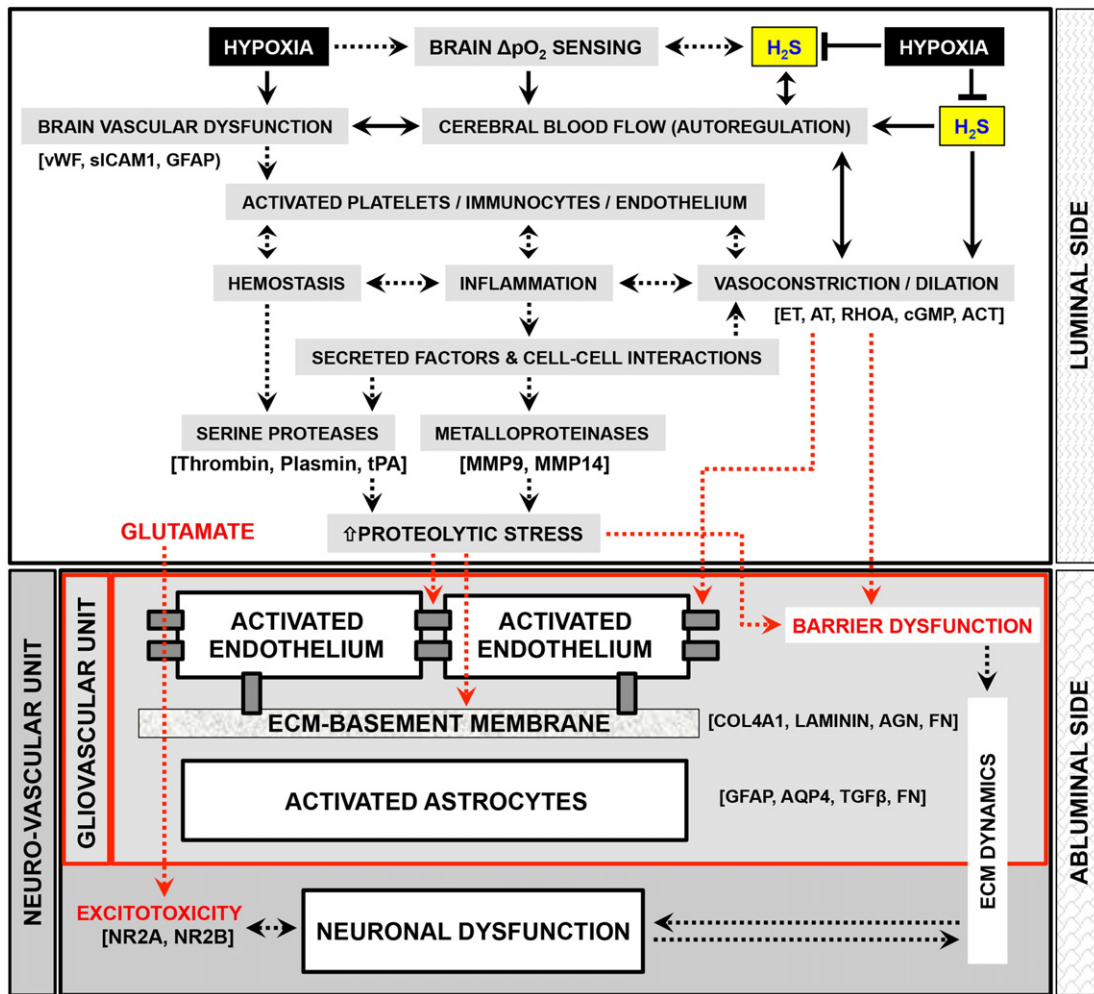 HYPOXIA
BRAIN ΔpO₂ SENSING
H₂S
HYPOXIA
BRAIN VASCULAR DYSFUNCTION
CEREBRAL BLOOD FLOW (AUTOREGULATION)
H₂S
[vWF, sICAM1, GFAP)
ACTIVATED PLATELETS / IMMUNOCYTES / ENDOTHELIUM
HEMOSTASIS
INFLAMMATION
VASOCONSTRICTION / DILATION
[ET, AT, RHOA, cGMP, ACT]
SECRETED FACTORS & CELL-CELL INTERACTIONS
SERINE PROTEASES
METALLOPROTEINASES
[Thrombin, Plasmin, tPA]
[MMP9, MMP14]
GLUTAMATE
⇧PROTEOLYTIC STRESS
LUMINAL SIDE
NEURO-VASCULAR UNIT
GLIOVASCULAR UNIT
ACTIVATED
ENDOTHELIUM
ACTIVATED
ENDOTHELIUM
BARRIER DYSFUNCTION
ECM-BASEMENT MEMBRANE
[COL4A1, LAMININ, AGN, FN]
ACTIVATED ASTROCYTES
[GFAP, AQP4, TGFβ, FN]
ECM DYNAMICS
EXCITOTOXICITY
[NR2A, NR2B]
NEURONAL DYSFUNCTION
ABLUMINAL SIDE